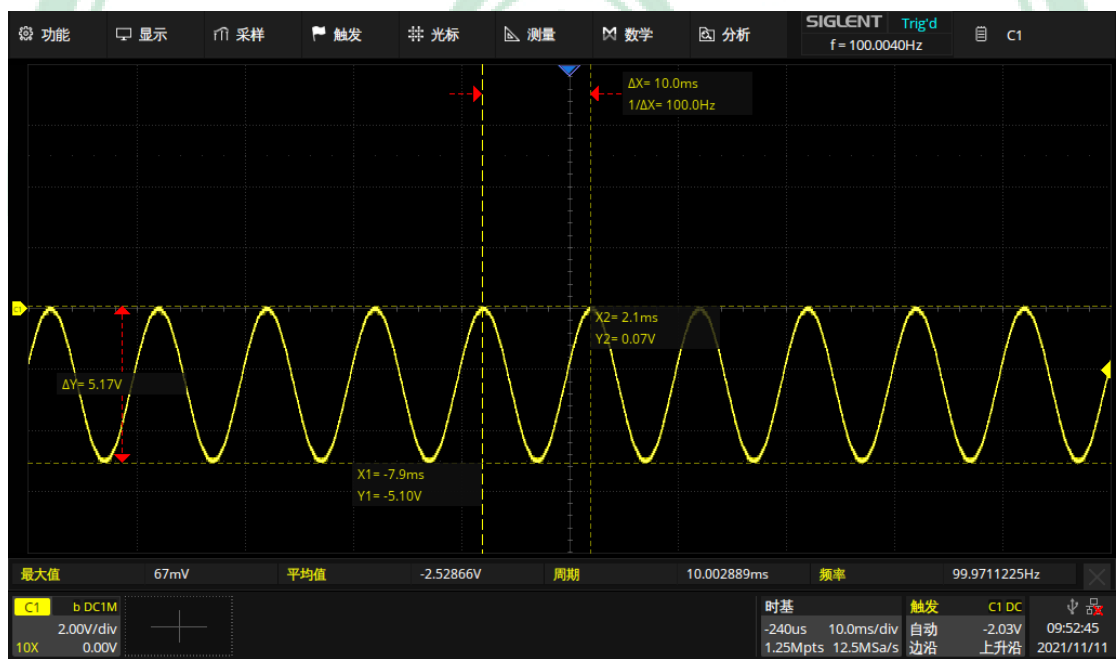 功能 显示 采样 触发 光标 测量 数学 分析 SIGLENT Trig'd C1
f = 100.0040Hz
ΔX= 10.0ms
1/ΔX= 100.0Hz
C1
X2= 2.1ms
Y2= 0.07V
ΔY= 5.17V
X1= -7.9ms
Y1= -5.10V
最大值 67mV 平均值 -2.52866V 周期 10.002889ms 频率 99.9711225Hz
C1 b DC1M
2.00V/div
10X 0.00V
时基
-240us 10.0ms/div
1.25Mpts 12.5MSa/s
触发 C1 DC
自动 -2.03V
边沿 上升沿
09:52:45
2021/11/11